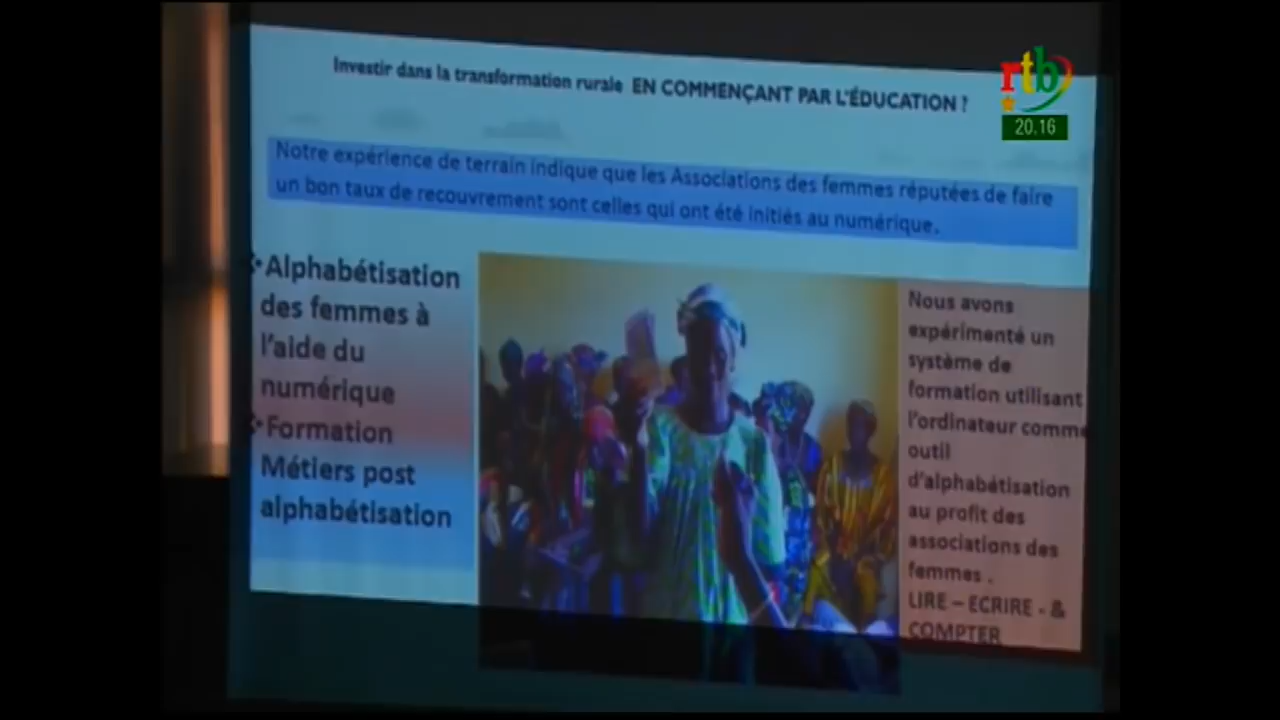 Investir dans la transformation rurale EN COMMENÇANT PAR L'ÉDUCATION ?
rtb
20.16
Notre expérience de terrain indique que les Associations des femmes réputées de faire
un bon taux de recouvrement sont celles qui ont été initiés au numérique.
Alphabétisation
des femmes à
l'aide du
numérique
Formation
Métiers post
alphabétisation
Nous avons
expérimenté un
système de
formation utilisant
l'ordinateur comme
outil
d'alphabétisation
au profit des
associations des
femmes .
LIRE – ECRIRE - &
COMPTER